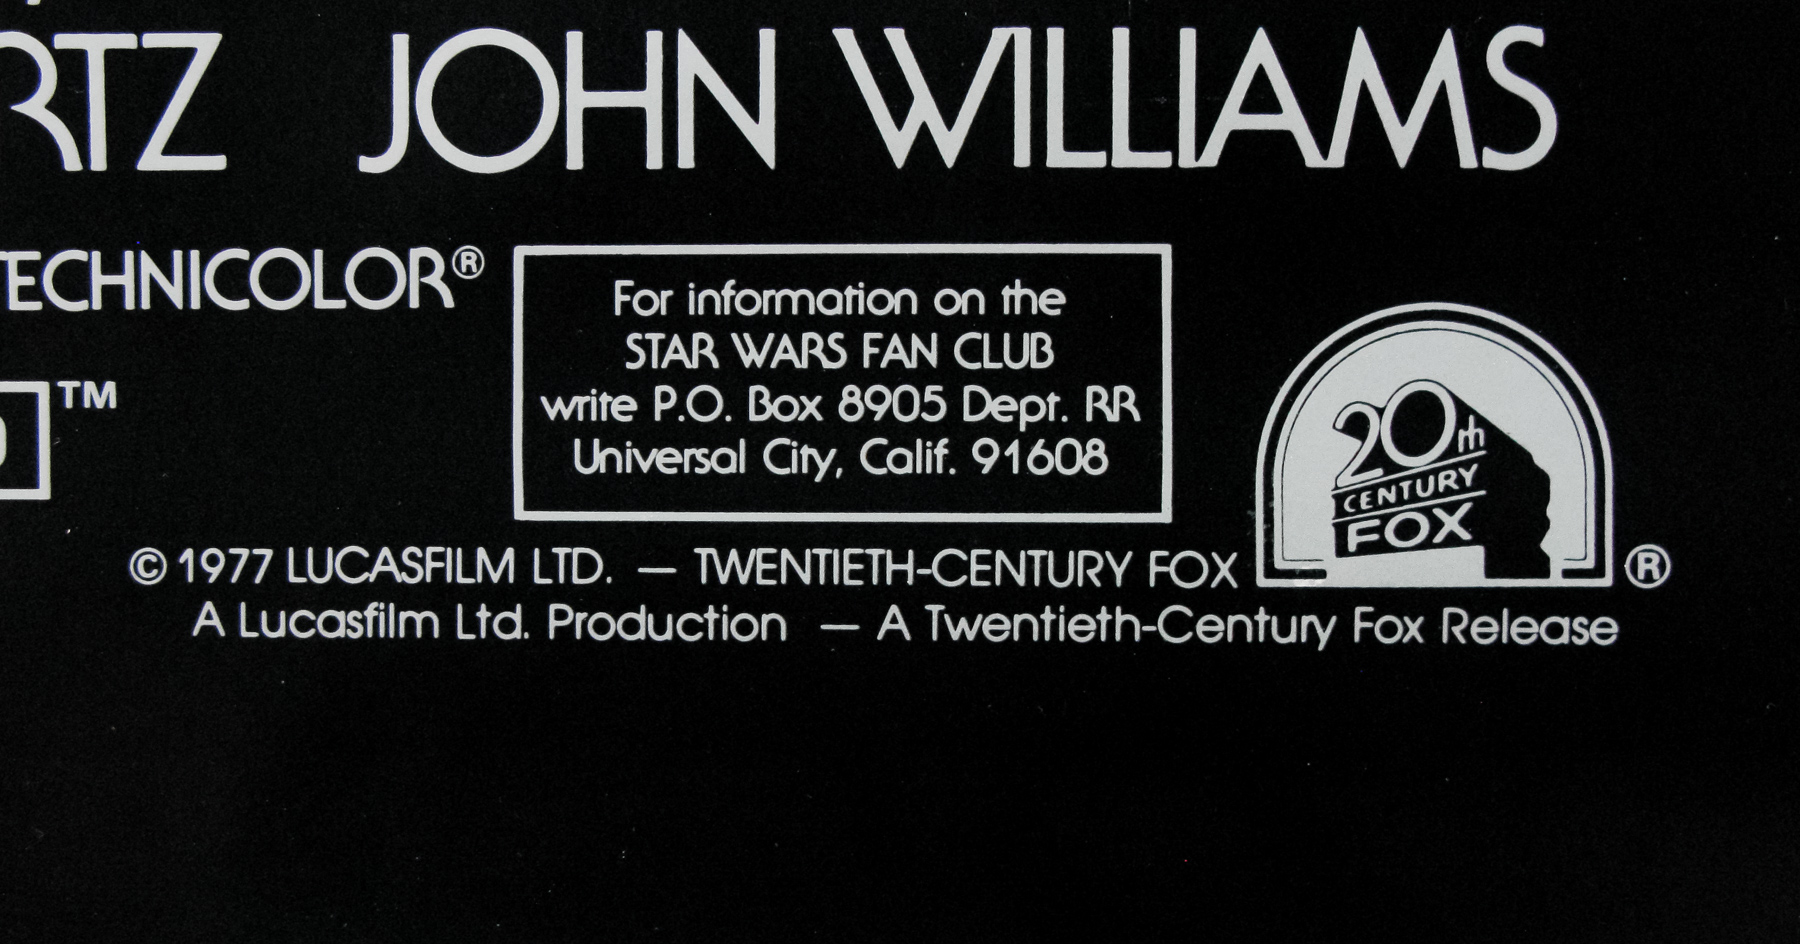 RTZ JOHN WILLIAMS
TECHNICOLOR®
TM
For information on the
STAR WARS FAN CLUB
write P.O. Box 8905 Dept. RR
Universal City, Calif. 91608
20th
CENTURY
FOX
®
© 1977 LUCASFILM LTD. — TWENTIETH-CENTURY FOX
A Lucasfilm Ltd. Production — A Twentieth-Century Fox Release